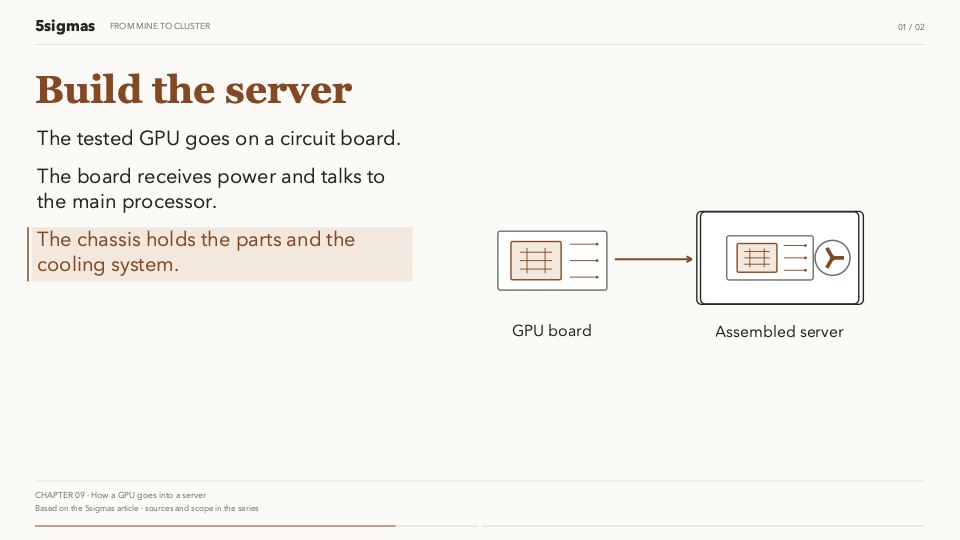 5sigmas
FROM MINE TO CLUSTER
01 / 02
Build the server
The tested GPU goes on a circuit board.
The board receives power and talks to
the main processor.
The chassis holds the parts and the
cooling system.
GPU board
Assembled server
CHAPTER 09 · How a GPU goes into a server
Based on the 5sigmas article · sources and scope in the series